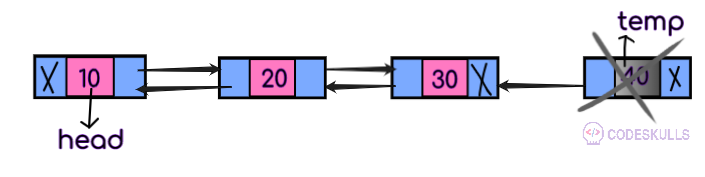 temp
X 10 20 30 X 40 X
head
CODESKULLS